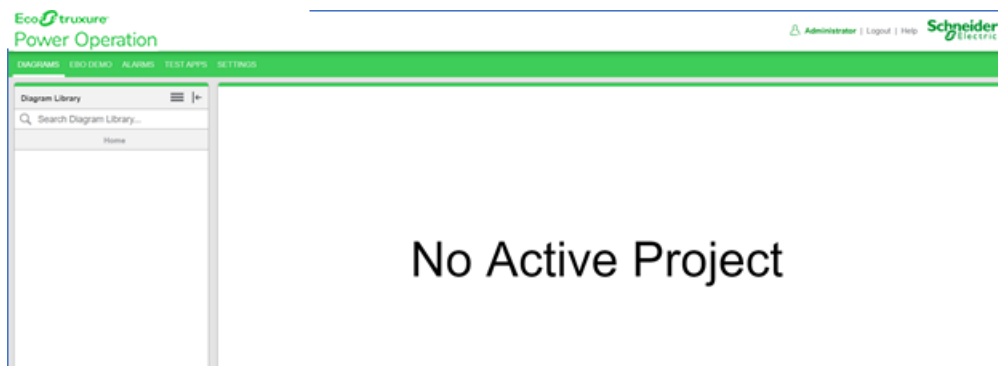 EcoStruxure
Power Operation
Administrator | Logout | Help
Schneider
Electric
DIAGRAMS EBO DEMO ALARMS TEST APPS SETTINGS
Diagram Library
Search Diagram Library...
Home
No Active Project